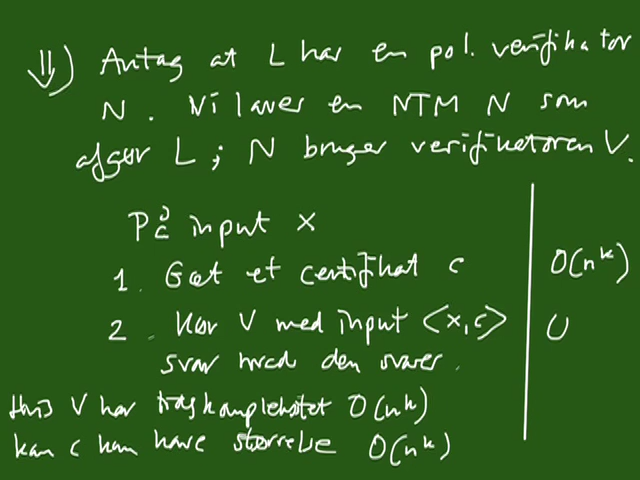 ⇓) Antag at L har en pol. verifikator
N. Vi laver en NTM N som
afgør L; N bruger verifikatoren V.
På input x
1. Gæt et certifikat c O(n^k)
2. Kør V med input <x,c> O
svar hvad den svarer.
Hvis V har tidskompleksitet O(n^k)
kan c kun have størrelse O(n^k)